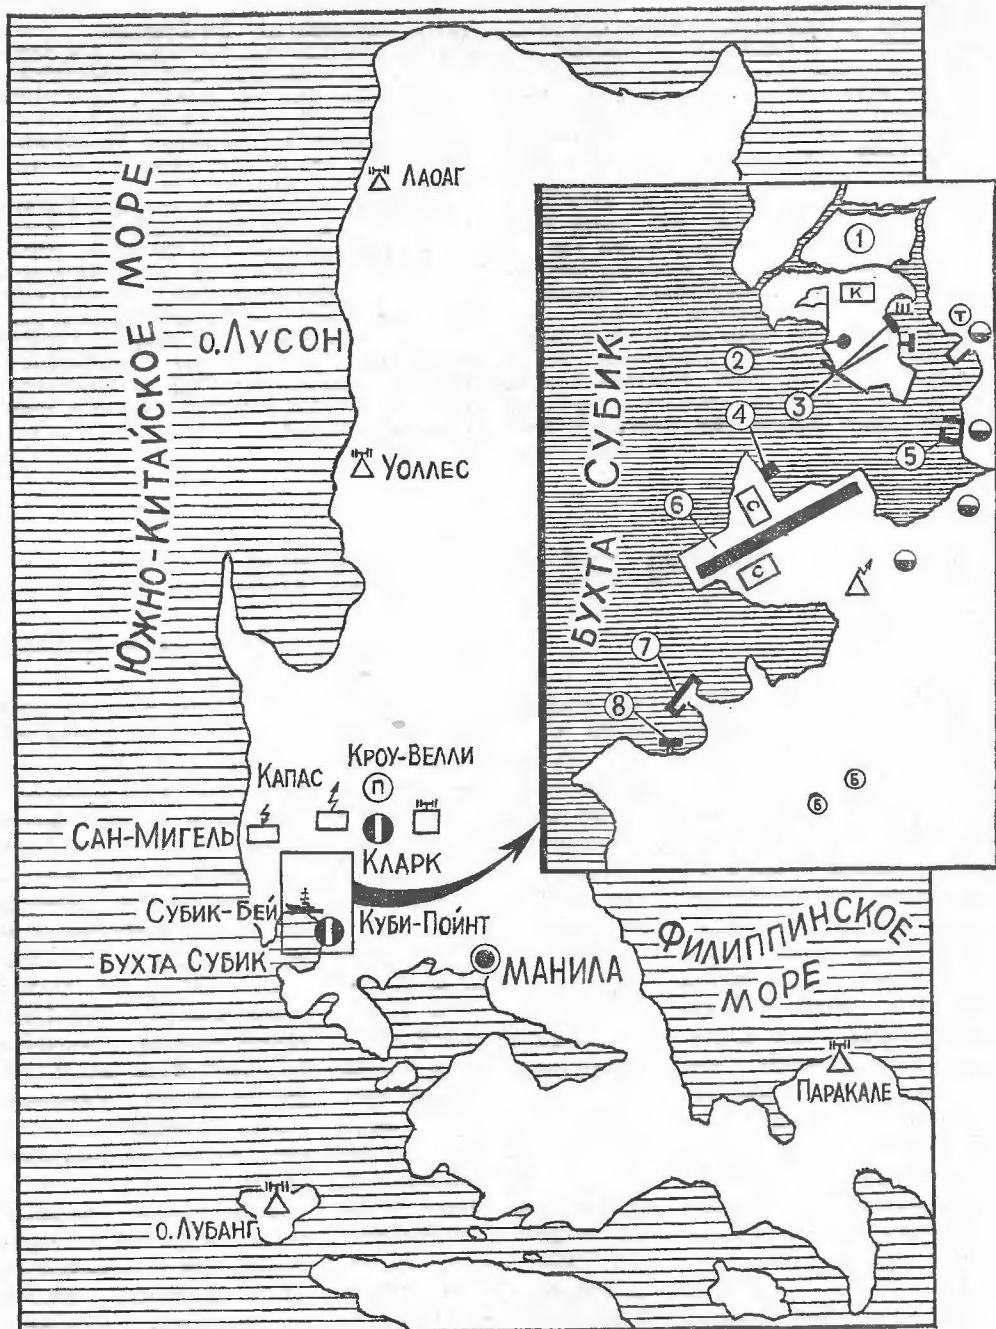 Южно-Китайское море
Лаоаг
о. Лусон
Уоллес
Кроу-Велли
Капас
П
Сан-Мигель
Кларк
Субик-Бей
Куби-Пойнт
бухта Субик
Манила
Филиппинское
море
Паракале
о. Лубанг
бухта Субик
1
К
Ш
Т
2
3
4
5
6
С
С
7
8
Б
Б